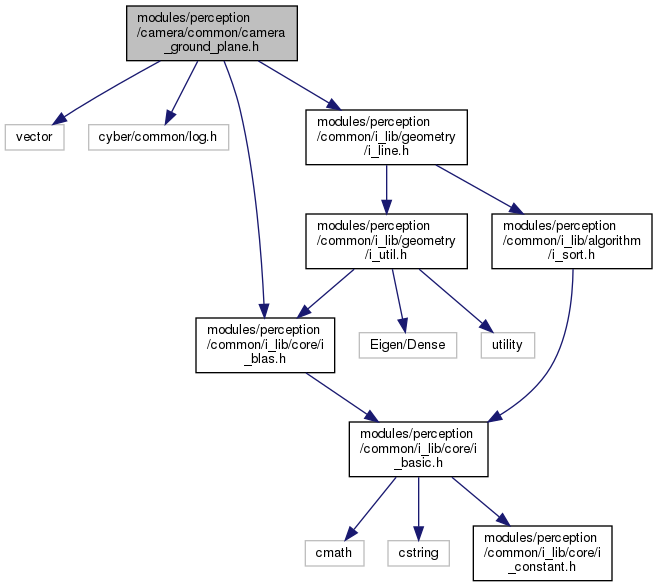 modules/perception
/camera/common/camera
_ground_plane.h
vector
cyber/common/log.h
modules/perception
/common/i_lib/geometry
/i_line.h
modules/perception
/common/i_lib/geometry
/i_util.h
modules/perception
/common/i_lib/algorithm
/i_sort.h
modules/perception
/common/i_lib/core/i
_blas.h
Eigen/Dense
utility
modules/perception
/common/i_lib/core/i
_basic.h
cmath
cstring
modules/perception
/common/i_lib/core/i
_constant.h